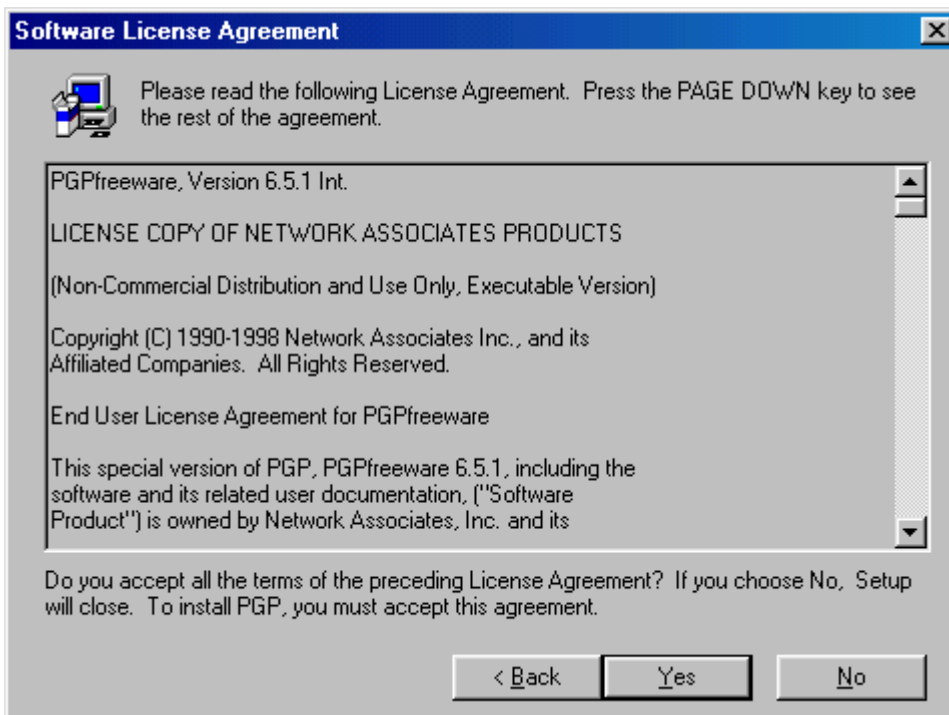 Software License Agreement
Please read the following License Agreement. Press the PAGE DOWN key to see
the rest of the agreement.
PGPfreeware, Version 6.5.1 Int.
LICENSE COPY OF NETWORK ASSOCIATES PRODUCTS
(Non-Commercial Distribution and Use Only, Executable Version)
Copyright (C) 1990-1998 Network Associates Inc., and its
Affiliated Companies. All Rights Reserved.
End User License Agreement for PGPfreeware
This special version of PGP, PGPfreeware 6.5.1, including the
software and its related user documentation, ("Software
Product") is owned by Network Associates, Inc. and its
Do you accept all the terms of the preceding License Agreement? If you choose No, Setup
will close. To install PGP, you must accept this agreement.
< Back Yes No